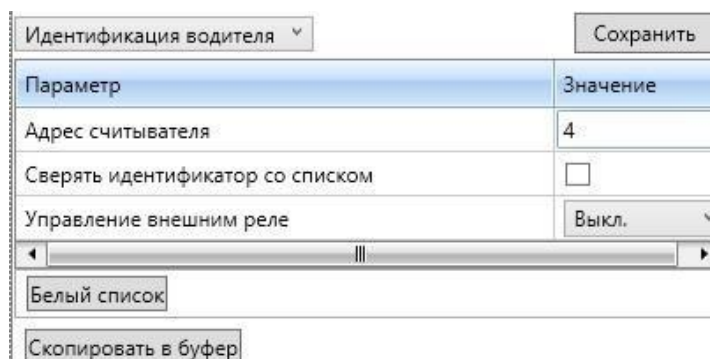 Идентификация водителя Сохранить
Параметр Значение
Адрес считывателя 4
Сверять идентификатор со списком
Управление внешним реле Выкл.
Белый список
Скопировать в буфер